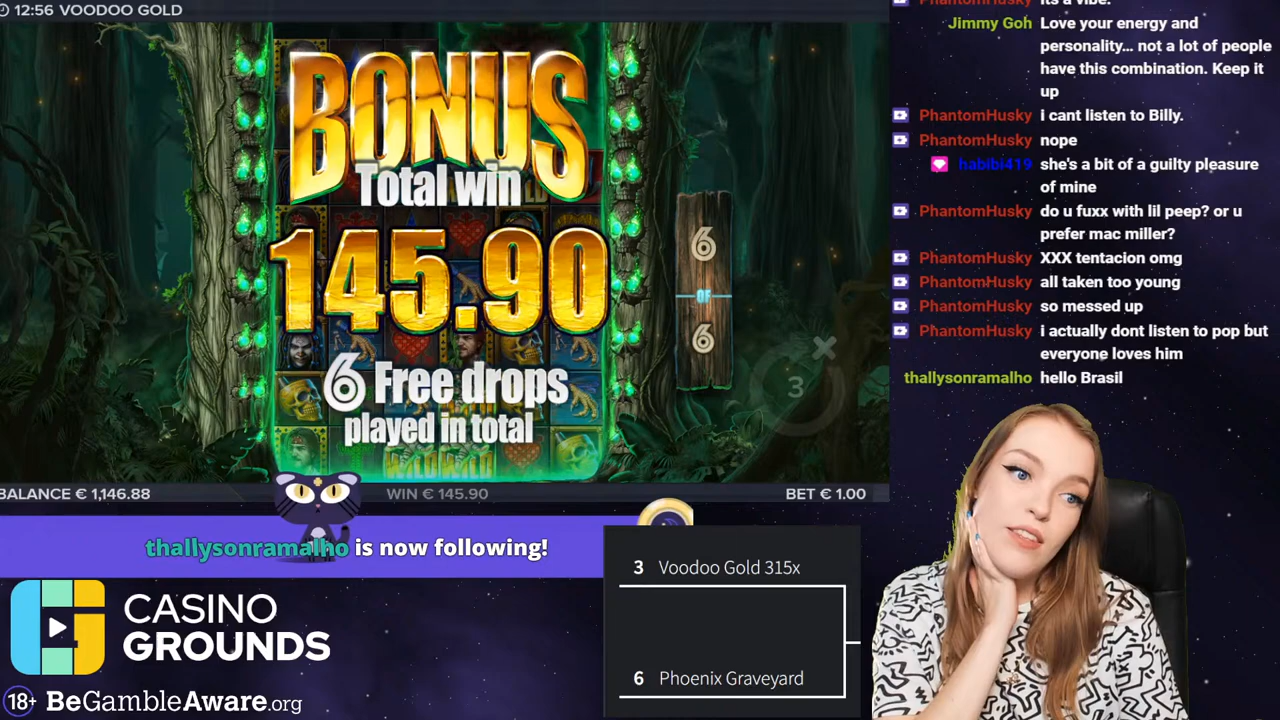 12:56 VOODOO GOLD
BONUS
Total win
145.90
6 Free drops
played in total
6
OF
6
3
BALANCE € 1,146.88
WIN € 145.90
BET € 1.00
thallysonramalho is now following!
CASINO
GROUNDS
18+ BeGambleAware.org
3 Voodoo Gold 315x
6 Phoenix Graveyard
PhantomHusky its a vibe.
Jimmy Goh Love your energy and
personality... not a lot of people
have this combination. Keep it
up
PhantomHusky i cant listen to Billy.
PhantomHusky nope
habibi419 she's a bit of a guilty pleasure
of mine
PhantomHusky do u fuxx with lil peep? or u
prefer mac miller?
PhantomHusky XXX tentacion omg
PhantomHusky all taken too young
PhantomHusky so messed up
PhantomHusky i actually dont listen to pop but
everyone loves him
thallysonramalho hello Brasil